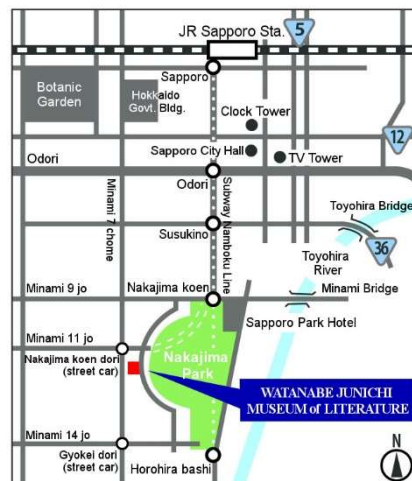 JR Sapporo Sta.
5
Sapporo
Botanic
Garden
Hokkaldo
Govt. Bldg.
Clock Tower
12
Sapporo City Hall
TV Tower
Odori
Odori
Minami 7 chome
Subway Namboku Line
Toyohira Bridge
Susukino
36
Toyohira
River
Minami 9 jo
Nakajima koen
Minami Bridge
Sapporo Park Hotel
Minami 11 jo
Nakajima koen dori
(street car)
Nakajima
Park
WATANABE JUNICHI
MUSEUM of LITERATURE
Minami 14 jo
Gyokei dori
(street car)
Horohira bashi
N